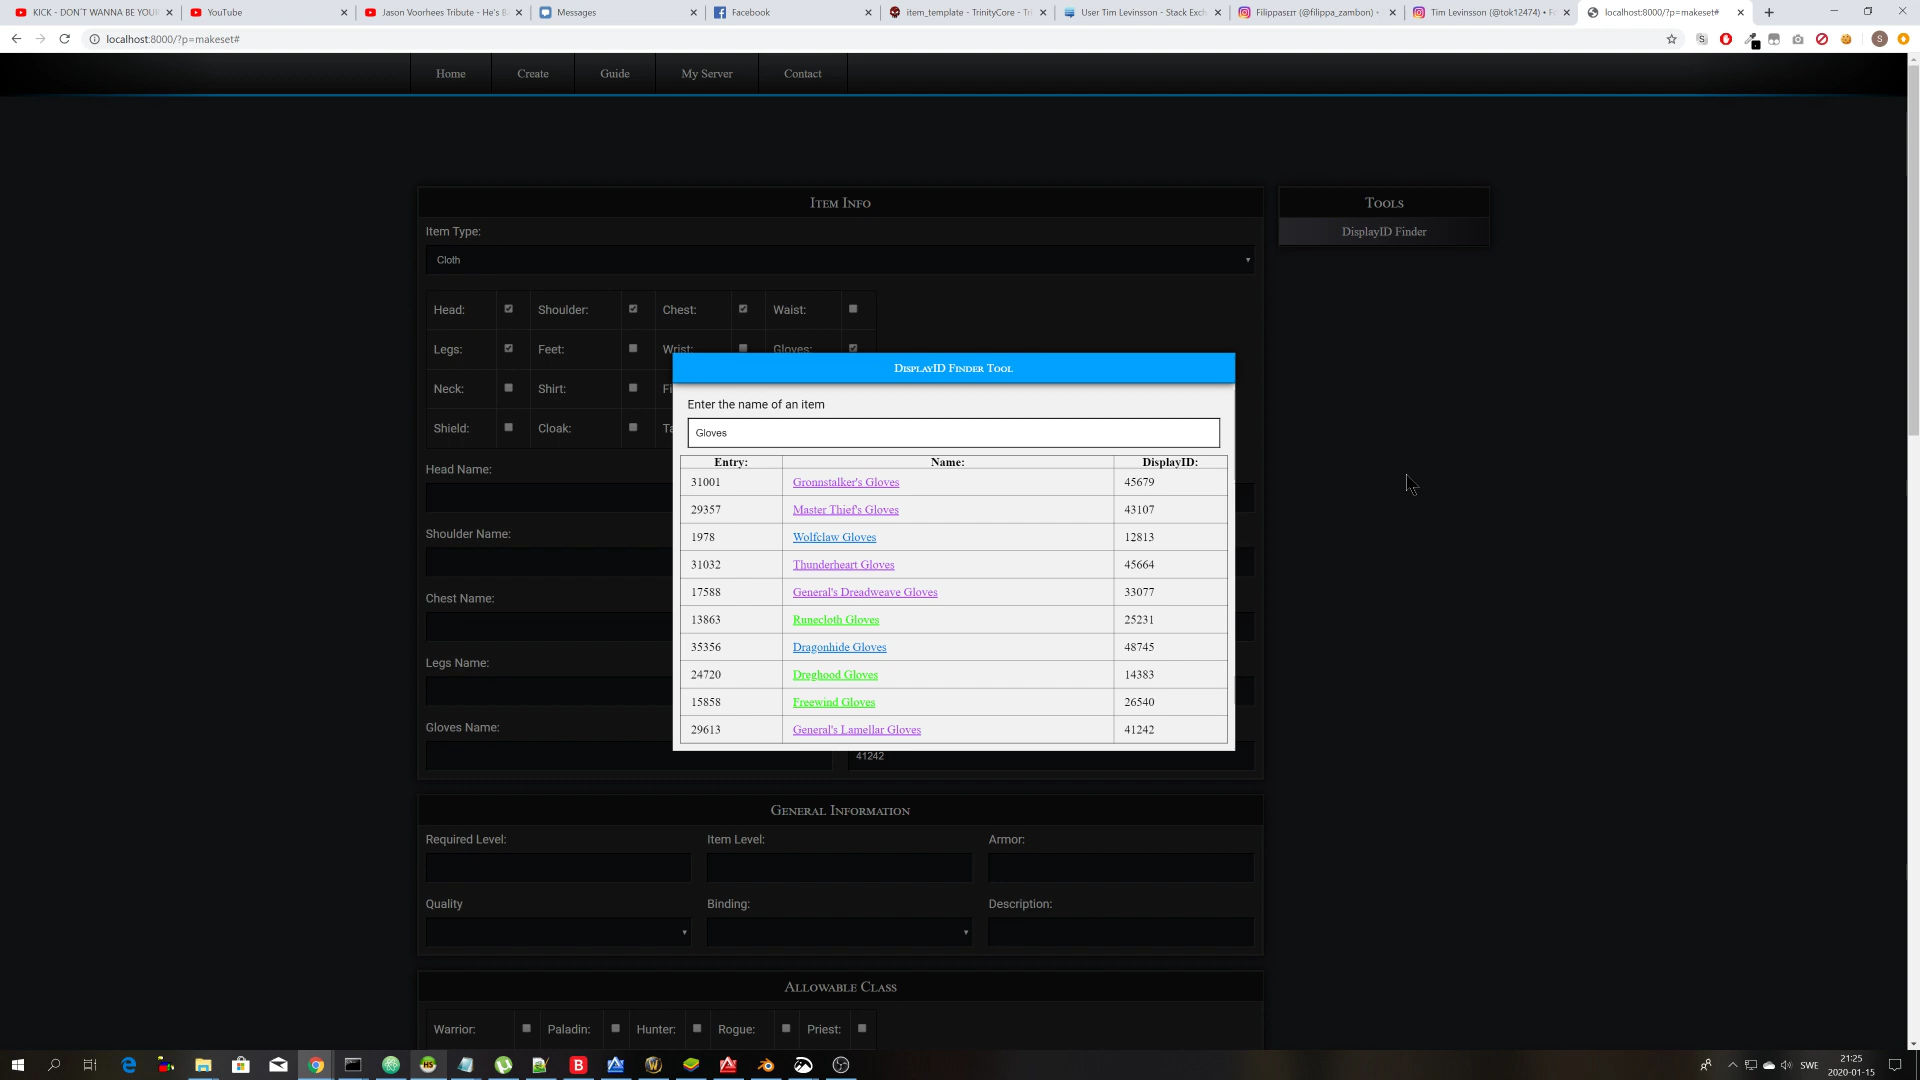 KICK - DON´T WANNA BE YOUR
YouTube
Jason Voorhees Tribute - He's B
Messages
Facebook
item_template - TrinityCore - Tri
User Tim Levinsson - Stack Exch
(@filippa_zambon) •
Tim Levinsson (@tok12474) •
localhost:8000/?p=makeset#
localhost:8000/?p=makeset#
Home
Create
Guide
My Server
Contact
Item Info
Tools
Item Type:
DisplayID Finder
Cloth
Head:
Shoulder:
Chest:
Waist:
Legs:
Feet:
Wrist:
Gloves:
DisplayID Finder Tool
Neck:
Shirt:
Fi
Enter the name of an item
Shield:
Cloak:
Ta
Gloves
Entry: Name: DisplayID:
31001 Gronnstalker's Gloves 45679
29357 Master Thief's Gloves 43107
1978 Wolfclaw Gloves 12813
31032 Thunderheart Gloves 45664
17588 General's Dreadweave Gloves 33077
13863 Runecloth Gloves 25231
35356 Dragonhide Gloves 48745
24720 Dreghood Gloves 14383
15858 Freewind Gloves 26540
29613 General's Lamellar Gloves 41242
Head Name:
Shoulder Name:
Chest Name:
Legs Name:
Gloves Name:
41242
General Information
Required Level:
Item Level:
Armor:
Quality
Binding:
Description:
Allowable Class
Warrior:
Paladin:
Hunter:
Rogue:
Priest:
SWE
21:25
2020-01-15